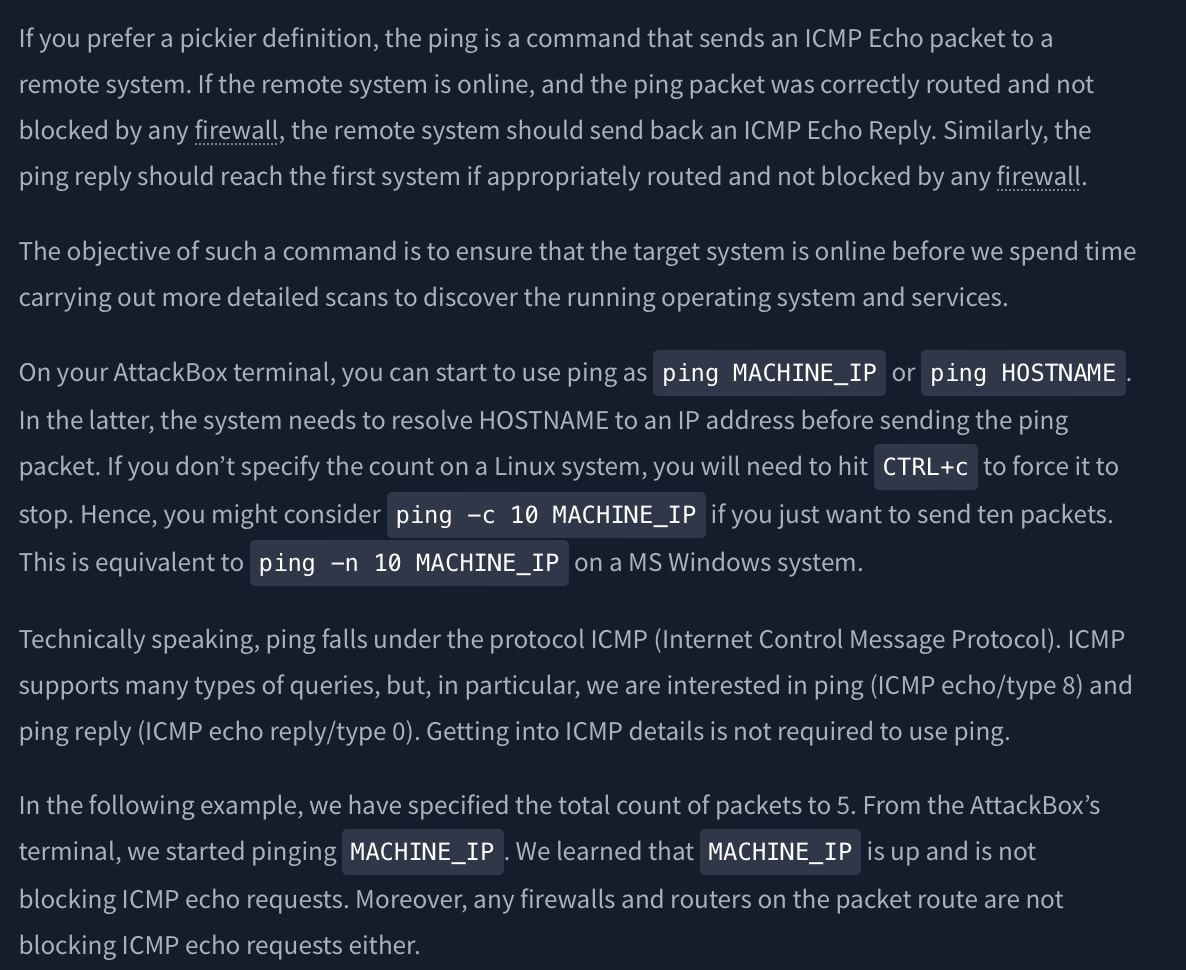 If you prefer a pickier definition, the ping is a command that sends an ICMP Echo packet to a
remote system. If the remote system is online, and the ping packet was correctly routed and not
blocked by any firewall, the remote system should send back an ICMP Echo Reply. Similarly, the
ping reply should reach the first system if appropriately routed and not blocked by any firewall.
The objective of such a command is to ensure that the target system is online before we spend time
carrying out more detailed scans to discover the running operating system and services.
On your AttackBox terminal, you can start to use ping as ping MACHINE_IP or ping HOSTNAME .
In the latter, the system needs to resolve HOSTNAME to an IP address before sending the ping
packet. If you don’t specify the count on a Linux system, you will need to hit CTRL+c to force it to
stop. Hence, you might consider ping -c 10 MACHINE_IP if you just want to send ten packets.
This is equivalent to ping -n 10 MACHINE_IP on a MS Windows system.
Technically speaking, ping falls under the protocol ICMP (Internet Control Message Protocol). ICMP
supports many types of queries, but, in particular, we are interested in ping (ICMP echo/type 8) and
ping reply (ICMP echo reply/type 0). Getting into ICMP details is not required to use ping.
In the following example, we have specified the total count of packets to 5. From the AttackBox’s
terminal, we started pinging MACHINE_IP . We learned that MACHINE_IP is up and is not
blocking ICMP echo requests. Moreover, any firewalls and routers on the packet route are not
blocking ICMP echo requests either.